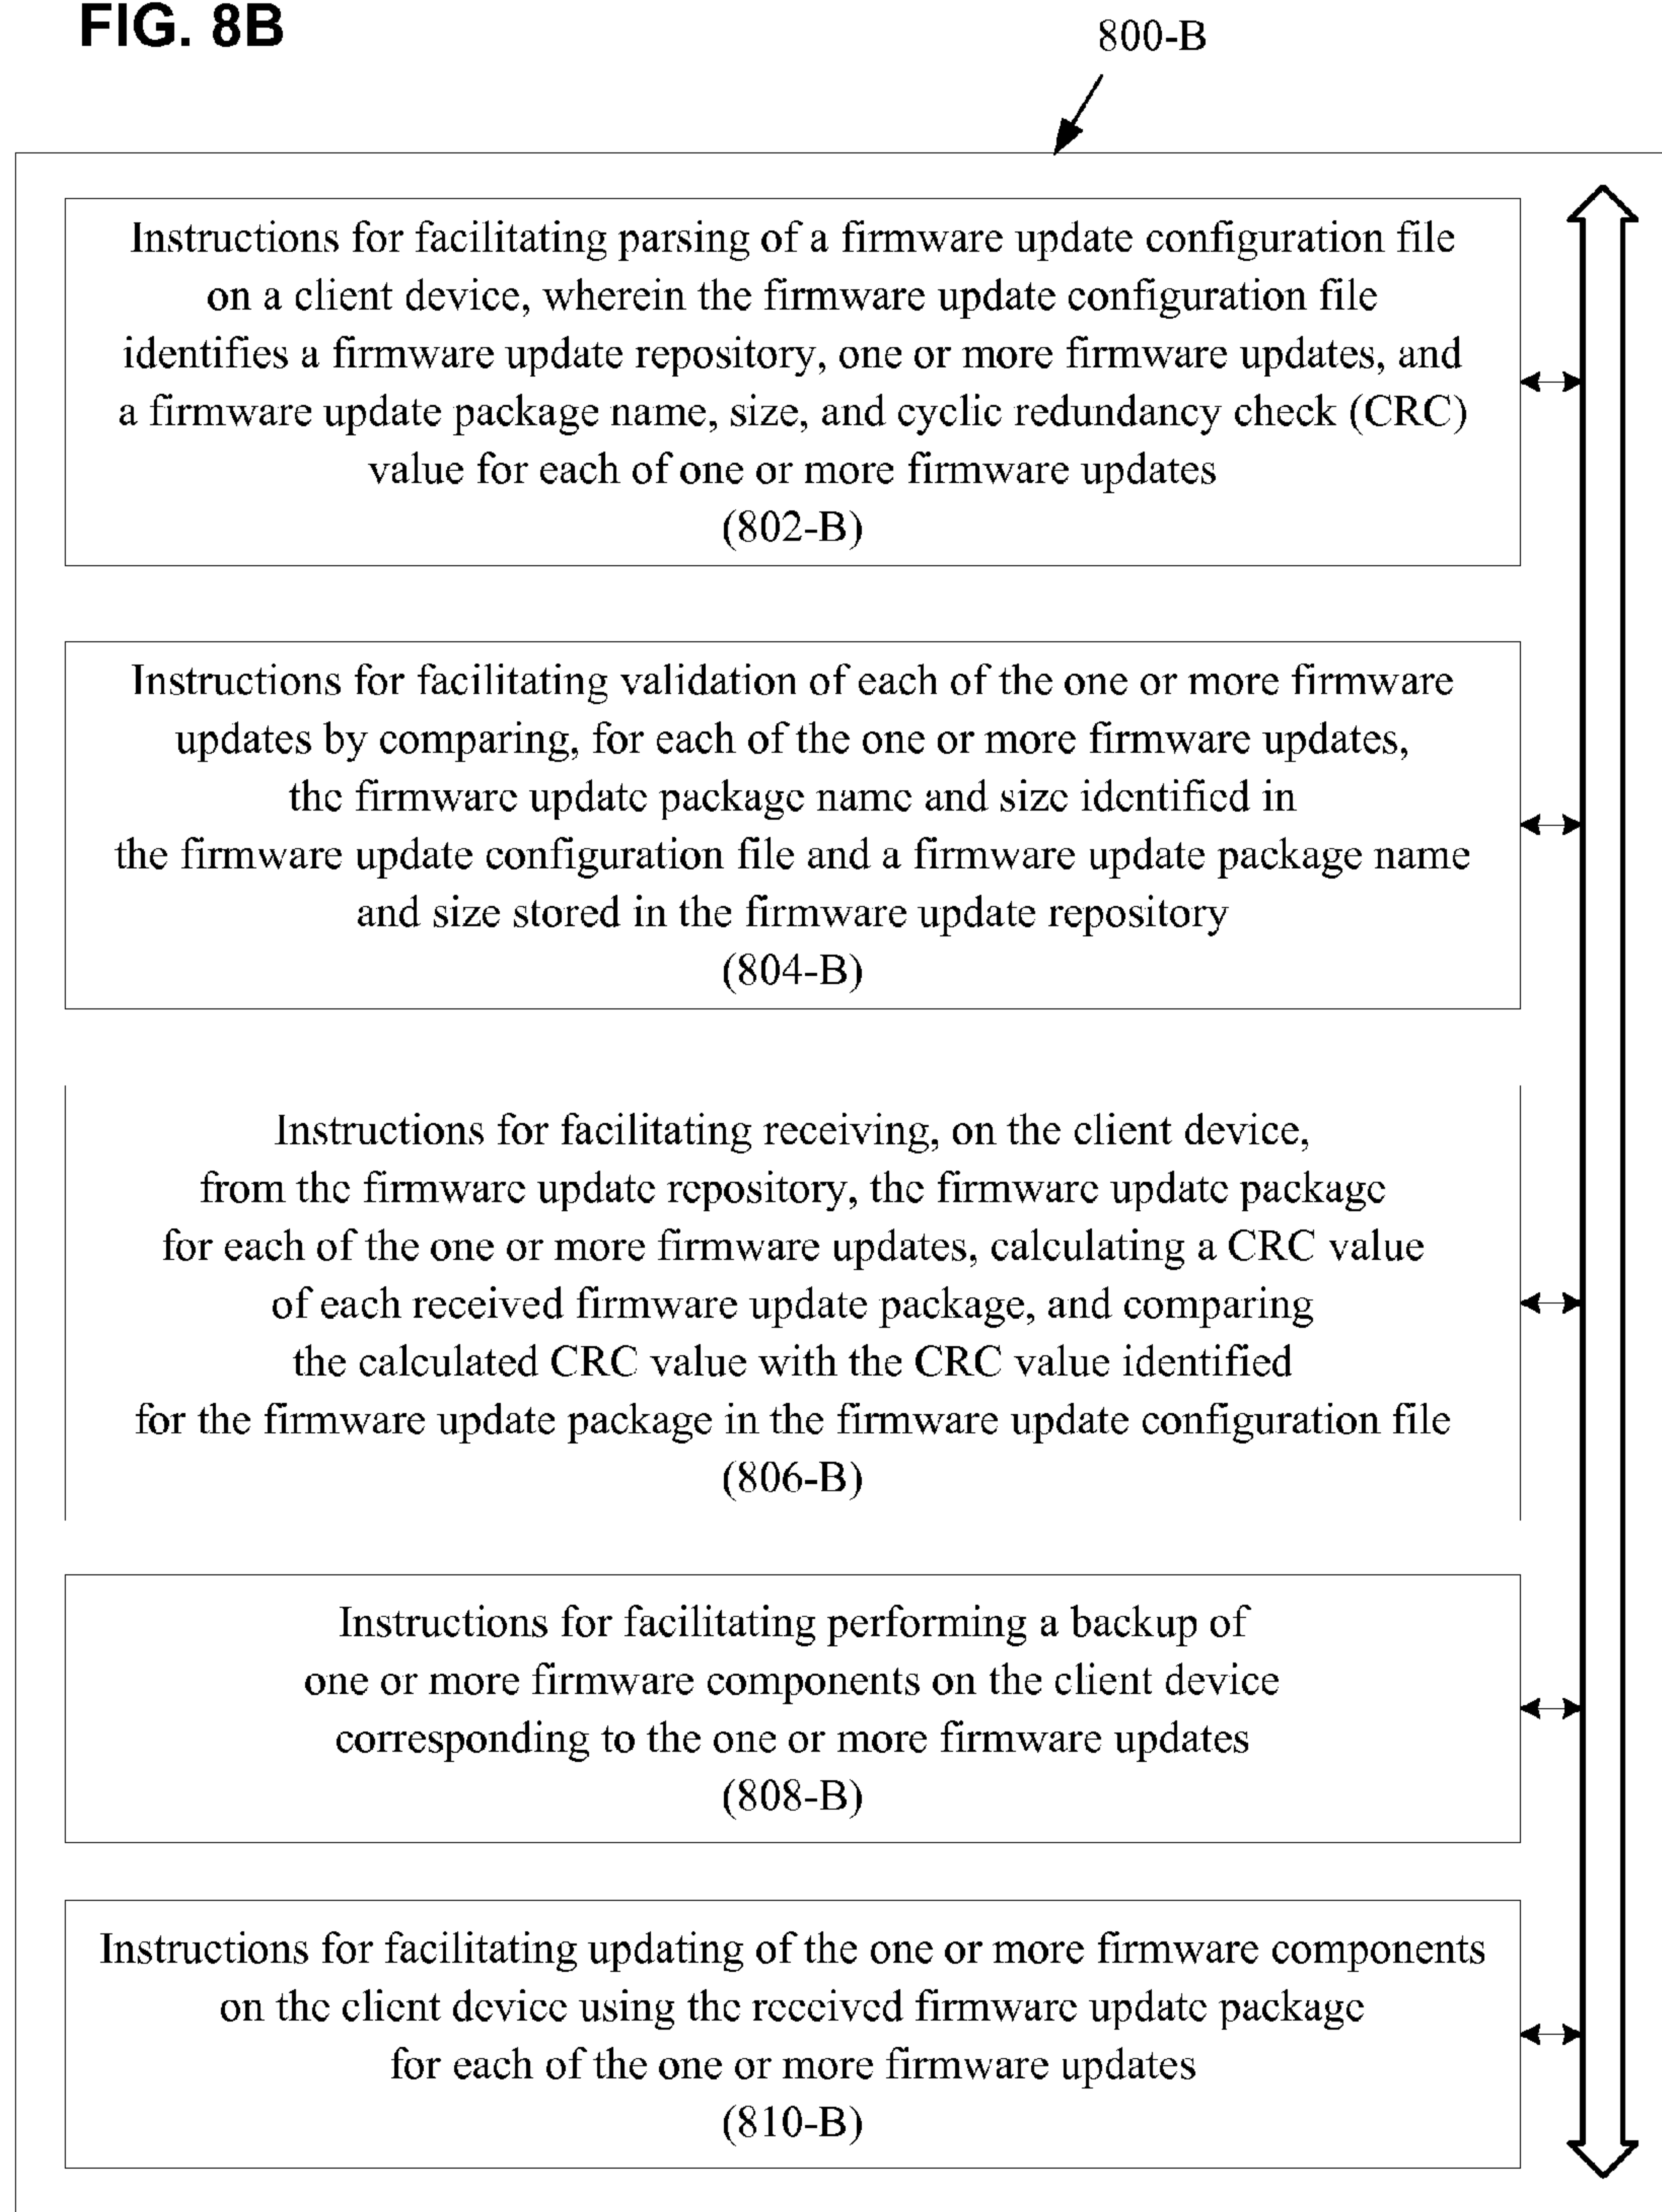 FIG. 8B
800-B
Instructions for facilitating parsing of a firmware update configuration file
on a client device, wherein the firmware update configuration file
identifies a firmware update repository, one or more firmware updates, and
a firmware update package name, size, and cyclic redundancy check (CRC)
value for each of one or more firmware updates
(802-B)
Instructions for facilitating validation of each of the one or more firmware
updates by comparing, for each of the one or more firmware updates,
the firmware update package name and size identified in
the firmware update configuration file and a firmware update package name
and size stored in the firmware update repository
(804-B)
Instructions for facilitating receiving, on the client device,
from the firmware update repository, the firmware update package
for each of the one or more firmware updates, calculating a CRC value
of each received firmware update package, and comparing
the calculated CRC value with the CRC value identified
for the firmware update package in the firmware update configuration file
(806-B)
Instructions for facilitating performing a backup of
one or more firmware components on the client device
corresponding to the one or more firmware updates
(808-B)
Instructions for facilitating updating of the one or more firmware components
on the client device using the received firmware update package
for each of the one or more firmware updates
(810-B)